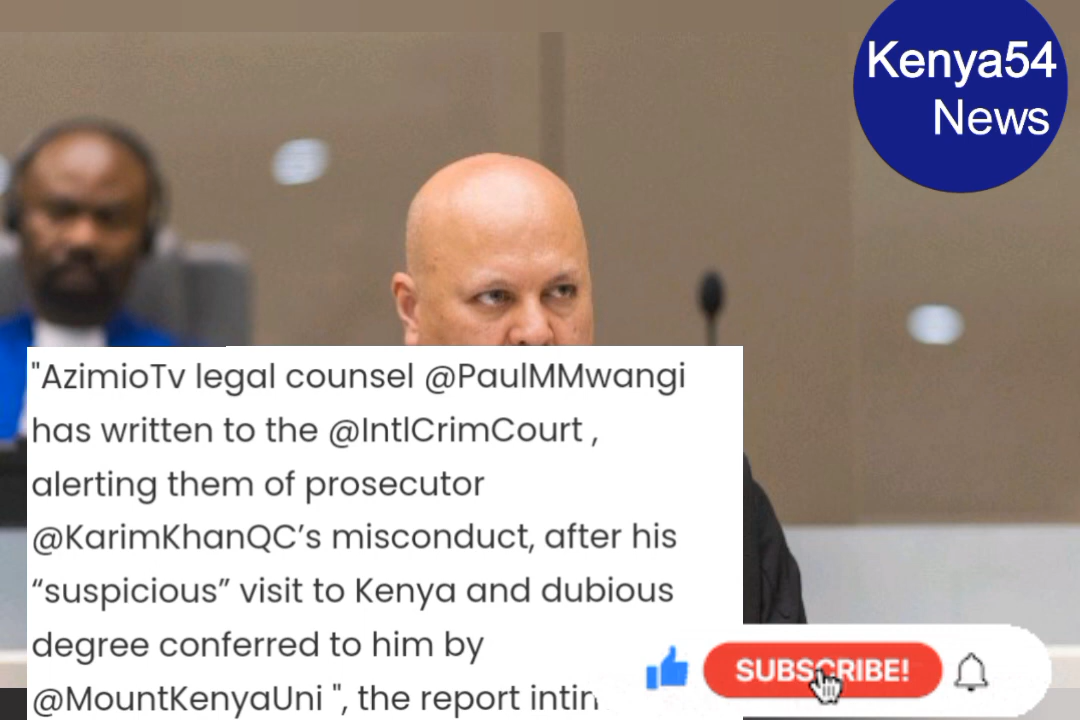 Kenya54
News
"AzimioTv legal counsel @PaulMMwangi
has written to the @IntlCrimCourt ,
alerting them of prosecutor
@KarimKhanQC’s misconduct, after his
“suspicious” visit to Kenya and dubious
degree conferred to him by
@MountKenyaUni ", the report
SUBSCRIBE!